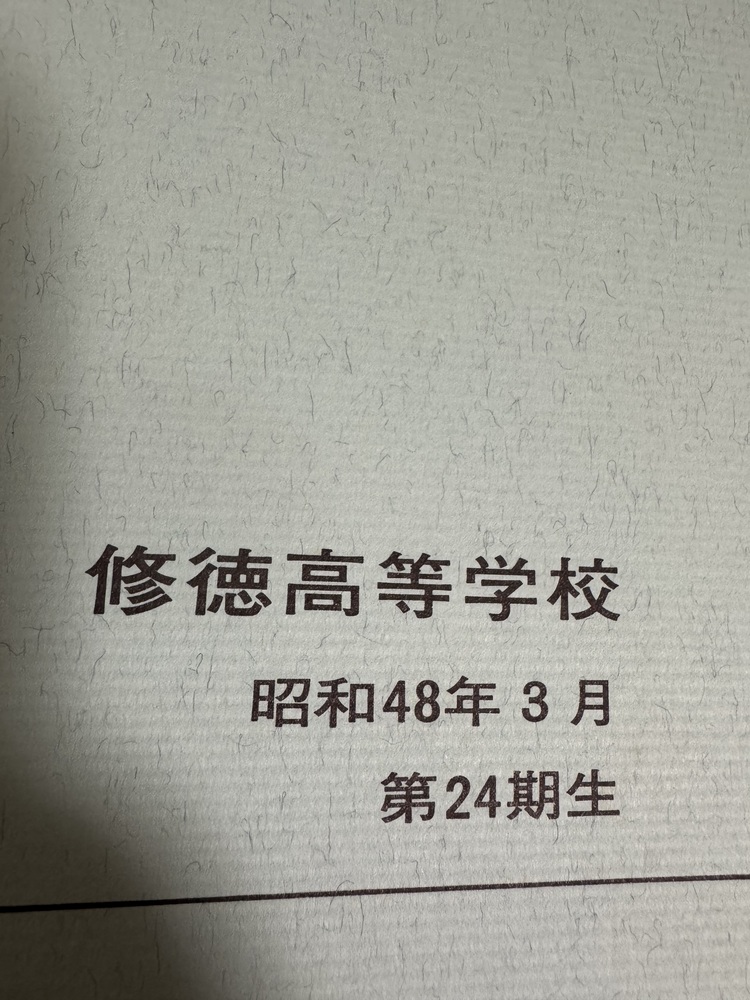 修徳高等学校
昭和48年3月
第24期生